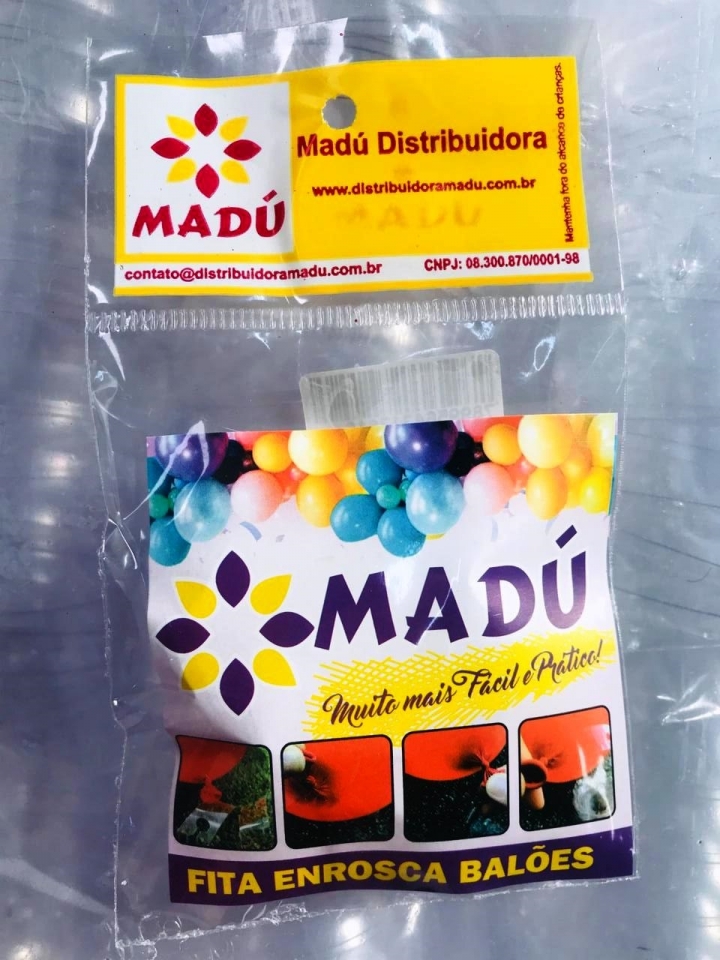 Madú Distribuidora
www.distribuidoramadu.com.br
MADÚ
contato@distribuidoramadu.com.br
CNPJ: 08.300.870/0001-98
Mantenha fora do alcance de crianças.
MADÚ
Muito mais Fácil e Prático!
FITA ENROSCA BALÕES